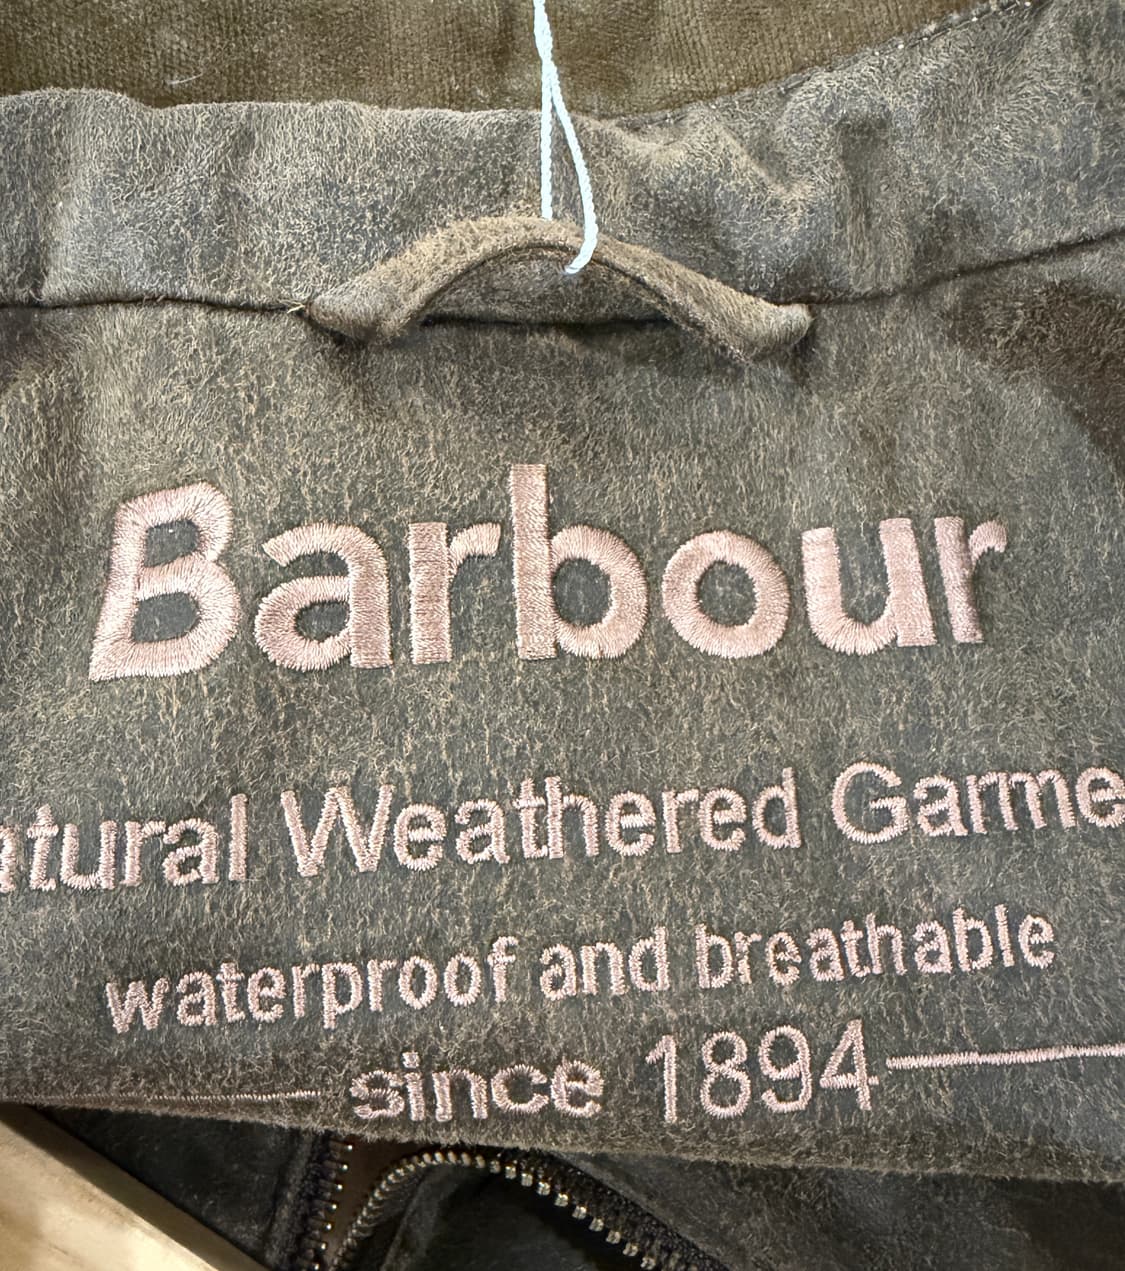 Barbour
atural Weathered Garme
waterproof and breathable
since 1894